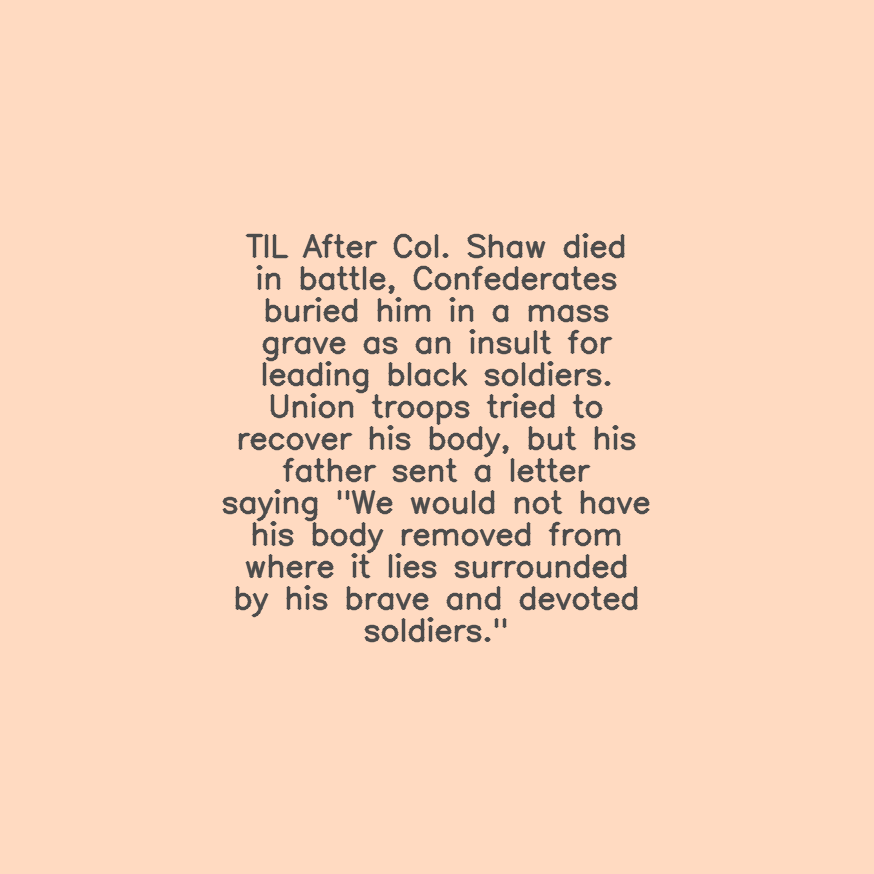 TIL After Col. Shaw died
in battle, Confederates
buried him in a mass
grave as an insult for
leading black soldiers.
Union troops tried to
recover his body, but his
father sent a letter
saying "We would not have
his body removed from
where it lies surrounded
by his brave and devoted
soldiers."